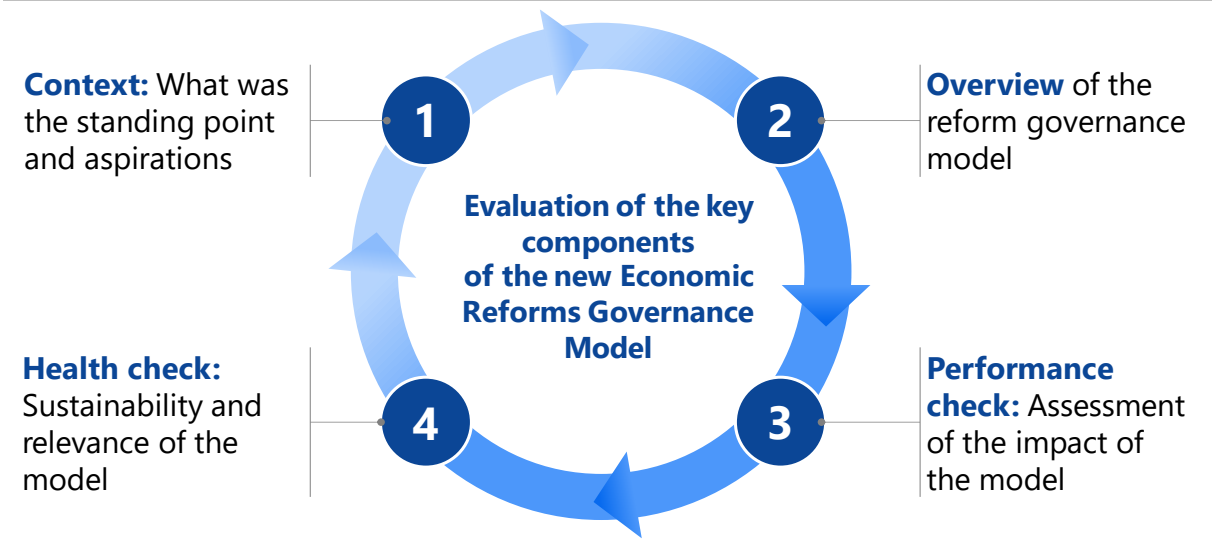 1
Context: What was
the standing point
and aspirations
2
Overview of the
reform governance
model
Evaluation of the key
components
of the new Economic
Reforms Governance
Model
3
Performance
check: Assessment
of the impact of
the model
4
Health check:
Sustainability and
relevance of the
model